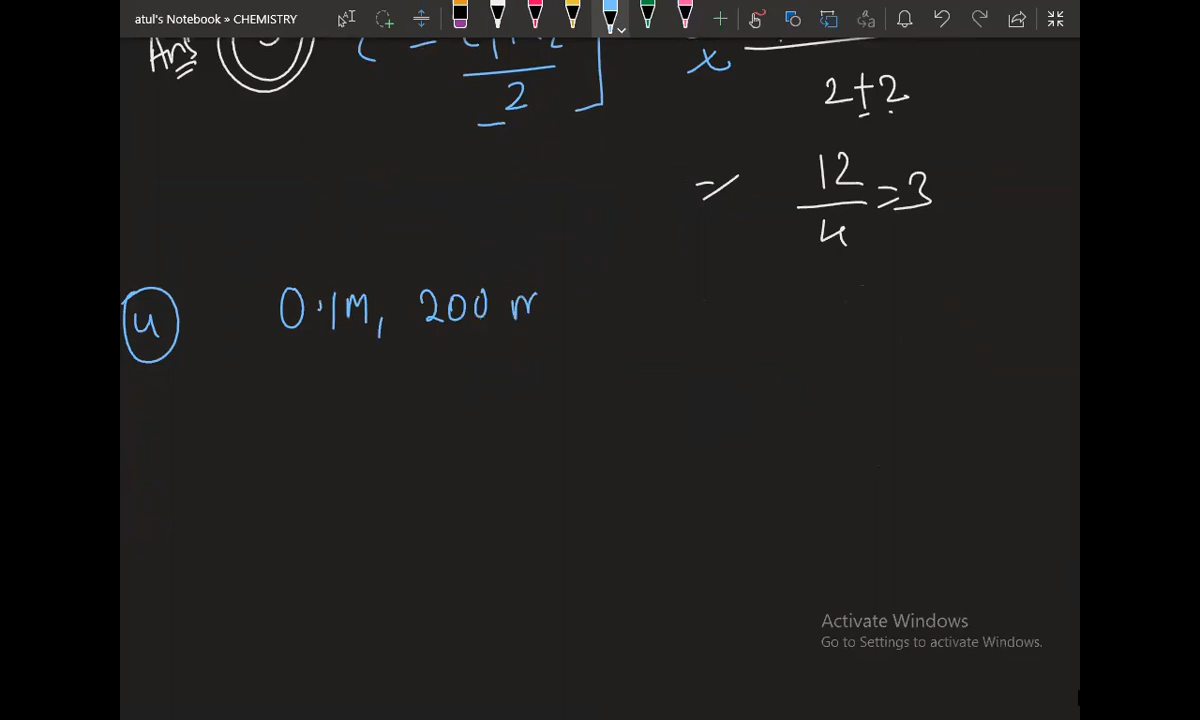 atul's Notebook » CHEMISTRY
Ans
2
x
2+2
⇒ 12/4 = 3
4 0.1M, 200 m
Activate Windows
Go to Settings to activate Windows.